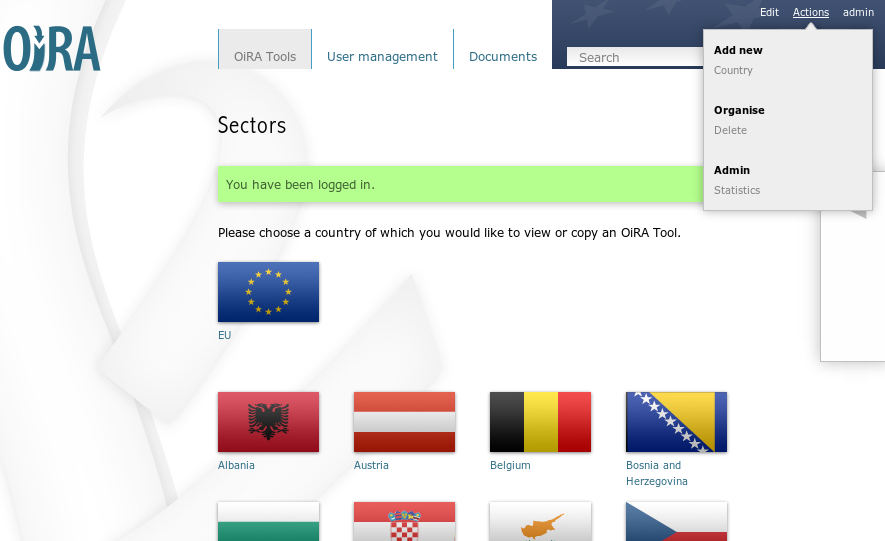 Edit Actions admin
OiRA
OiRA Tools User management Documents
Search
Add new
Country
Organise
Delete
Admin
Statistics
Sectors
You have been logged in.
Please choose a country of which you would like to view or copy an OiRA Tool.
EU
Albania Austria Belgium Bosnia and
Herzegovina